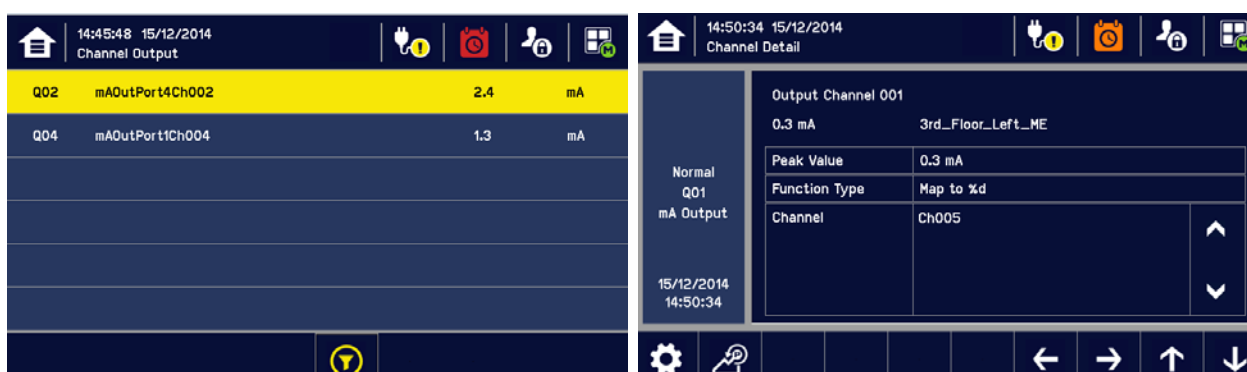 14:45:48 15/12/2014
Channel Output
Q02 mAOutPort4Ch002 2.4 mA
Q04 mAOutPort1Ch004 1.3 mA
14:50:34 15/12/2014
Channel Detail
Normal
Q01
mA Output
15/12/2014
14:50:34
Output Channel 001
0.3 mA 3rd_Floor_Left_ME
Peak Value 0.3 mA
Function Type Map to %d
Channel Ch005